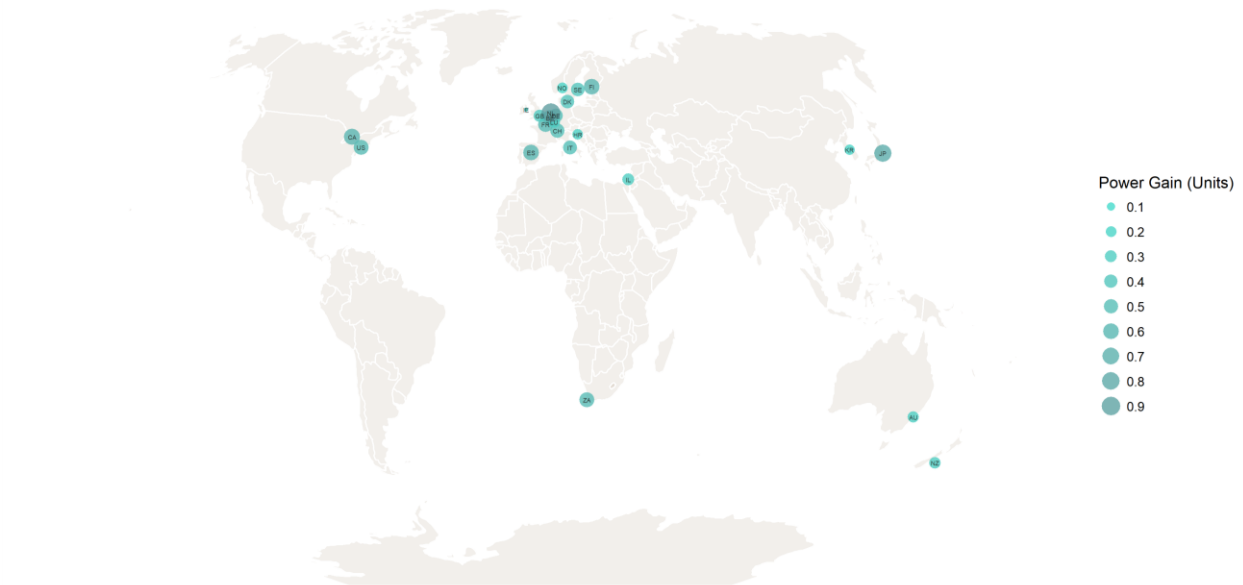 NO
SE
FI
DK
IE
GB
FR
CH
HR
IT
ES
CA
US
IL
KR
JP
ZA
AU
NZ
Power Gain (Units)
0.1
0.2
0.3
0.4
0.5
0.6
0.7
0.8
0.9